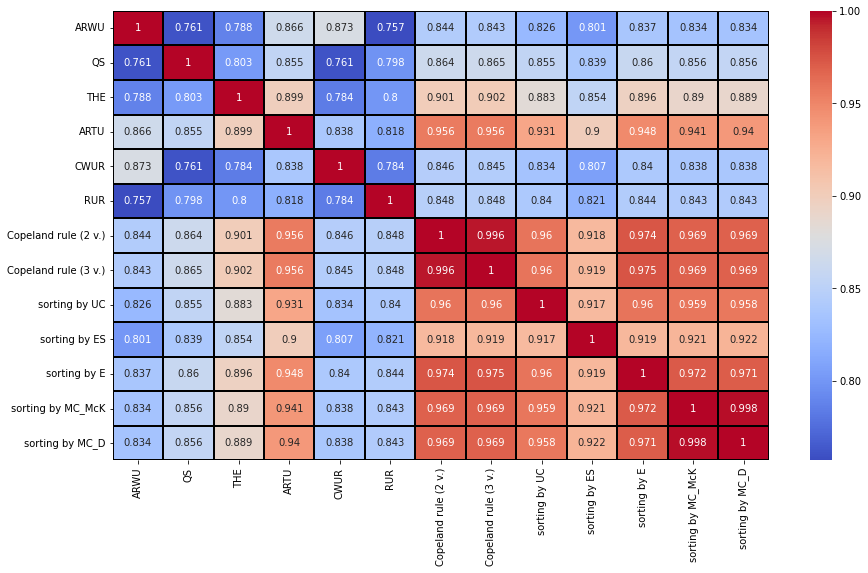 ARWU 1 0.761 0.788 0.866 0.873 0.757 0.844 0.843 0.826 0.801 0.837 0.834 0.834
QS 0.761 1 0.803 0.855 0.761 0.798 0.864 0.865 0.855 0.839 0.86 0.856 0.856
THE 0.788 0.803 1 0.899 0.784 0.8 0.901 0.902 0.883 0.854 0.896 0.89 0.889
ARTU 0.866 0.855 0.899 1 0.838 0.818 0.956 0.956 0.931 0.9 0.948 0.941 0.94
CWUR 0.873 0.761 0.784 0.838 1 0.784 0.846 0.845 0.834 0.807 0.84 0.838 0.838
RUR 0.757 0.798 0.8 0.818 0.784 1 0.848 0.848 0.84 0.821 0.844 0.843 0.843
Copeland rule (2 v.) 0.844 0.864 0.901 0.956 0.846 0.848 1 0.996 0.96 0.918 0.974 0.969 0.969
Copeland rule (3 v.) 0.843 0.865 0.902 0.956 0.845 0.848 0.996 1 0.96 0.919 0.975 0.969 0.969
sorting by UC 0.826 0.855 0.883 0.931 0.834 0.84 0.96 0.96 1 0.917 0.96 0.959 0.958
sorting by ES 0.801 0.839 0.854 0.9 0.807 0.821 0.918 0.919 0.917 1 0.919 0.921 0.922
sorting by E 0.837 0.86 0.896 0.948 0.84 0.844 0.974 0.975 0.96 0.919 1 0.972 0.971
sorting by MC_McK 0.834 0.856 0.89 0.941 0.838 0.843 0.969 0.969 0.959 0.921 0.972 1 0.998
sorting by MC_D 0.834 0.856 0.889 0.94 0.838 0.843 0.969 0.969 0.958 0.922 0.971 0.998 1
ARWU
QS
THE
ARTU
CWUR
RUR
Copeland rule (2 v.)
Copeland rule (3 v.)
sorting by UC
sorting by ES
sorting by E
sorting by MC_McK
sorting by MC_D
1.00
0.95
0.90
0.85
0.80